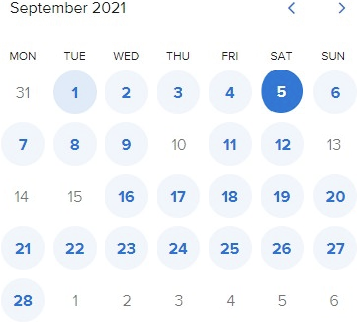 September 2021
MON TUE WED THU FRI SAT SUN
31 1 2 3 4 5 6
7 8 9 10 11 12 13
14 15 16 17 18 19 20
21 22 23 24 25 26 27
28 1 2 3 4 5 6